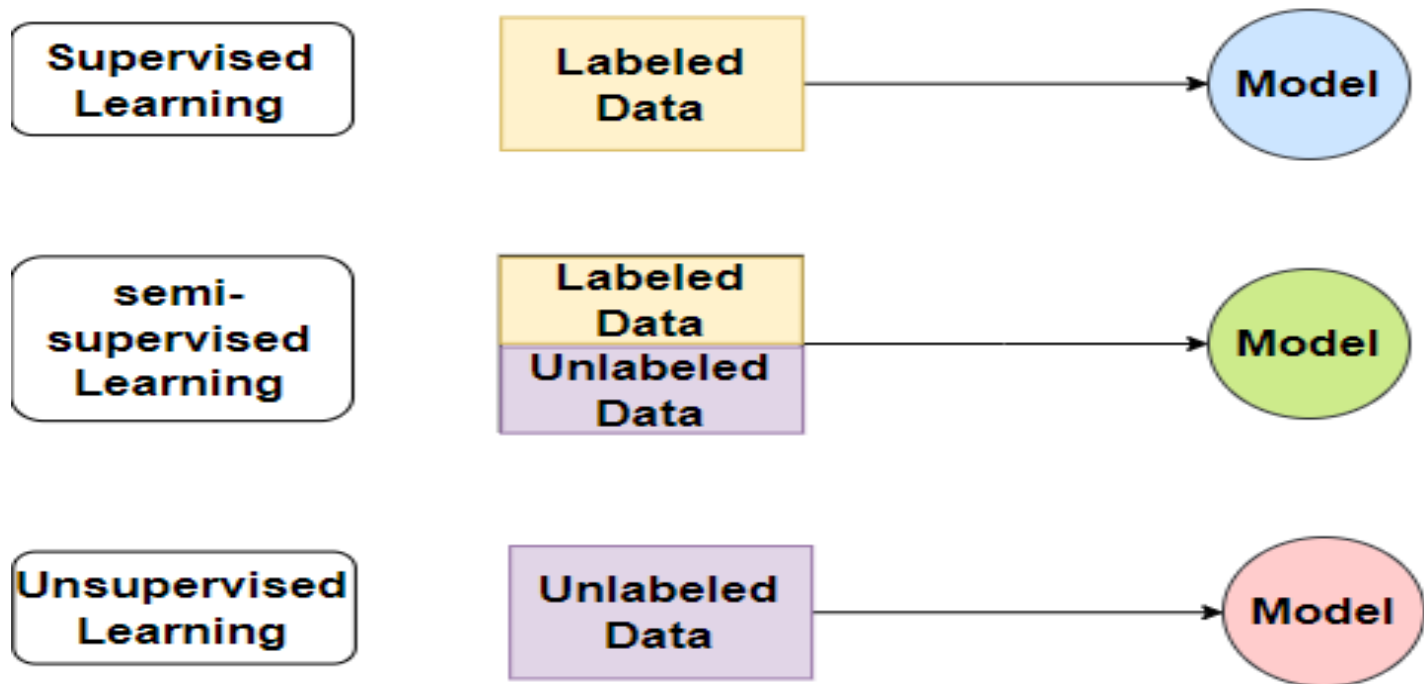 Supervised
Learning
Labeled
Data
Model
semi-
supervised
Learning
Labeled
Data
Unlabeled
Data
Model
Unsupervised
Learning
Unlabeled
Data
Model